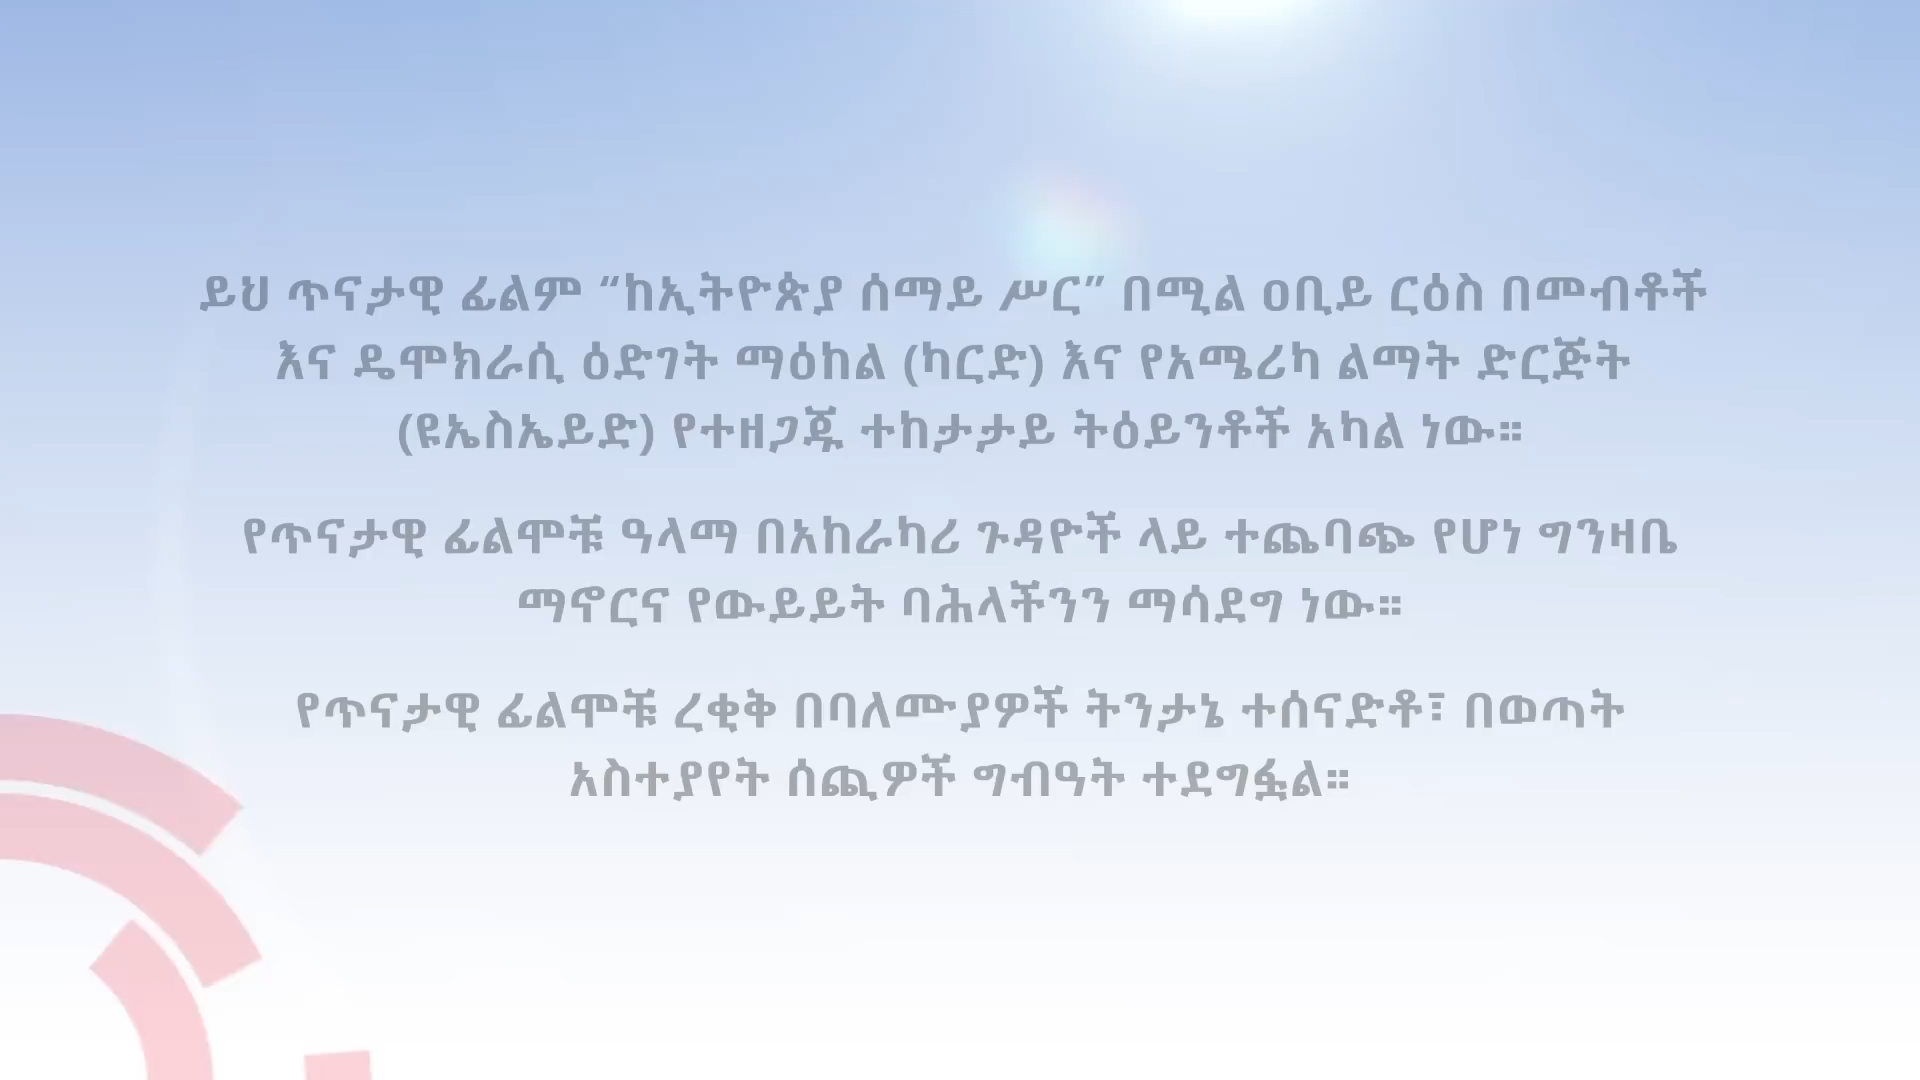 ይህ ጥናታዊ ፊልም “ከኢትዮጵያ ሰማይ ሥር” በሚል ዐቢይ ርዕስ በመብቶች
እና ዴሞክራሲ ዕድገት ማዕከል (ካርድ) እና የአሜሪካ ልማት ድርጅት
(ዩኤስኤይድ) የተዘጋጁ ተከታታይ ትዕይንቶች አካል ነው።
የጥናታዊ ፊልሞቹ ዓላማ በአከራካሪ ጉዳዮች ላይ ተጨባጭ የሆነ ግንዛቤ
ማኖርና የውይይት ባሕላችንን ማሳደግ ነው።
የጥናታዊ ፊልሞቹ ረቂቅ በባለሙያዎች ትንታኔ ተሰናድቶ፣ በወጣት
አስተያየት ሰጪዎች ግብዓት ተደግፏል።